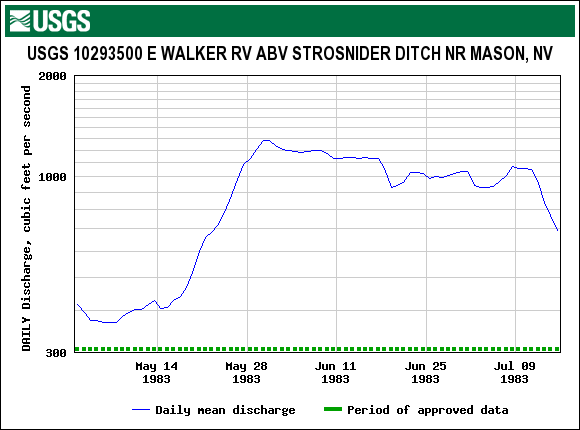 USGS
USGS 10293500 E WALKER RV ABV STROSNIDER DITCH NR MASON, NV
DAILY Discharge, cubic feet per second
2000
1000
300
May 14 1983
May 28 1983
Jun 11 1983
Jun 25 1983
Jul 09 1983
Daily mean discharge
Period of approved data